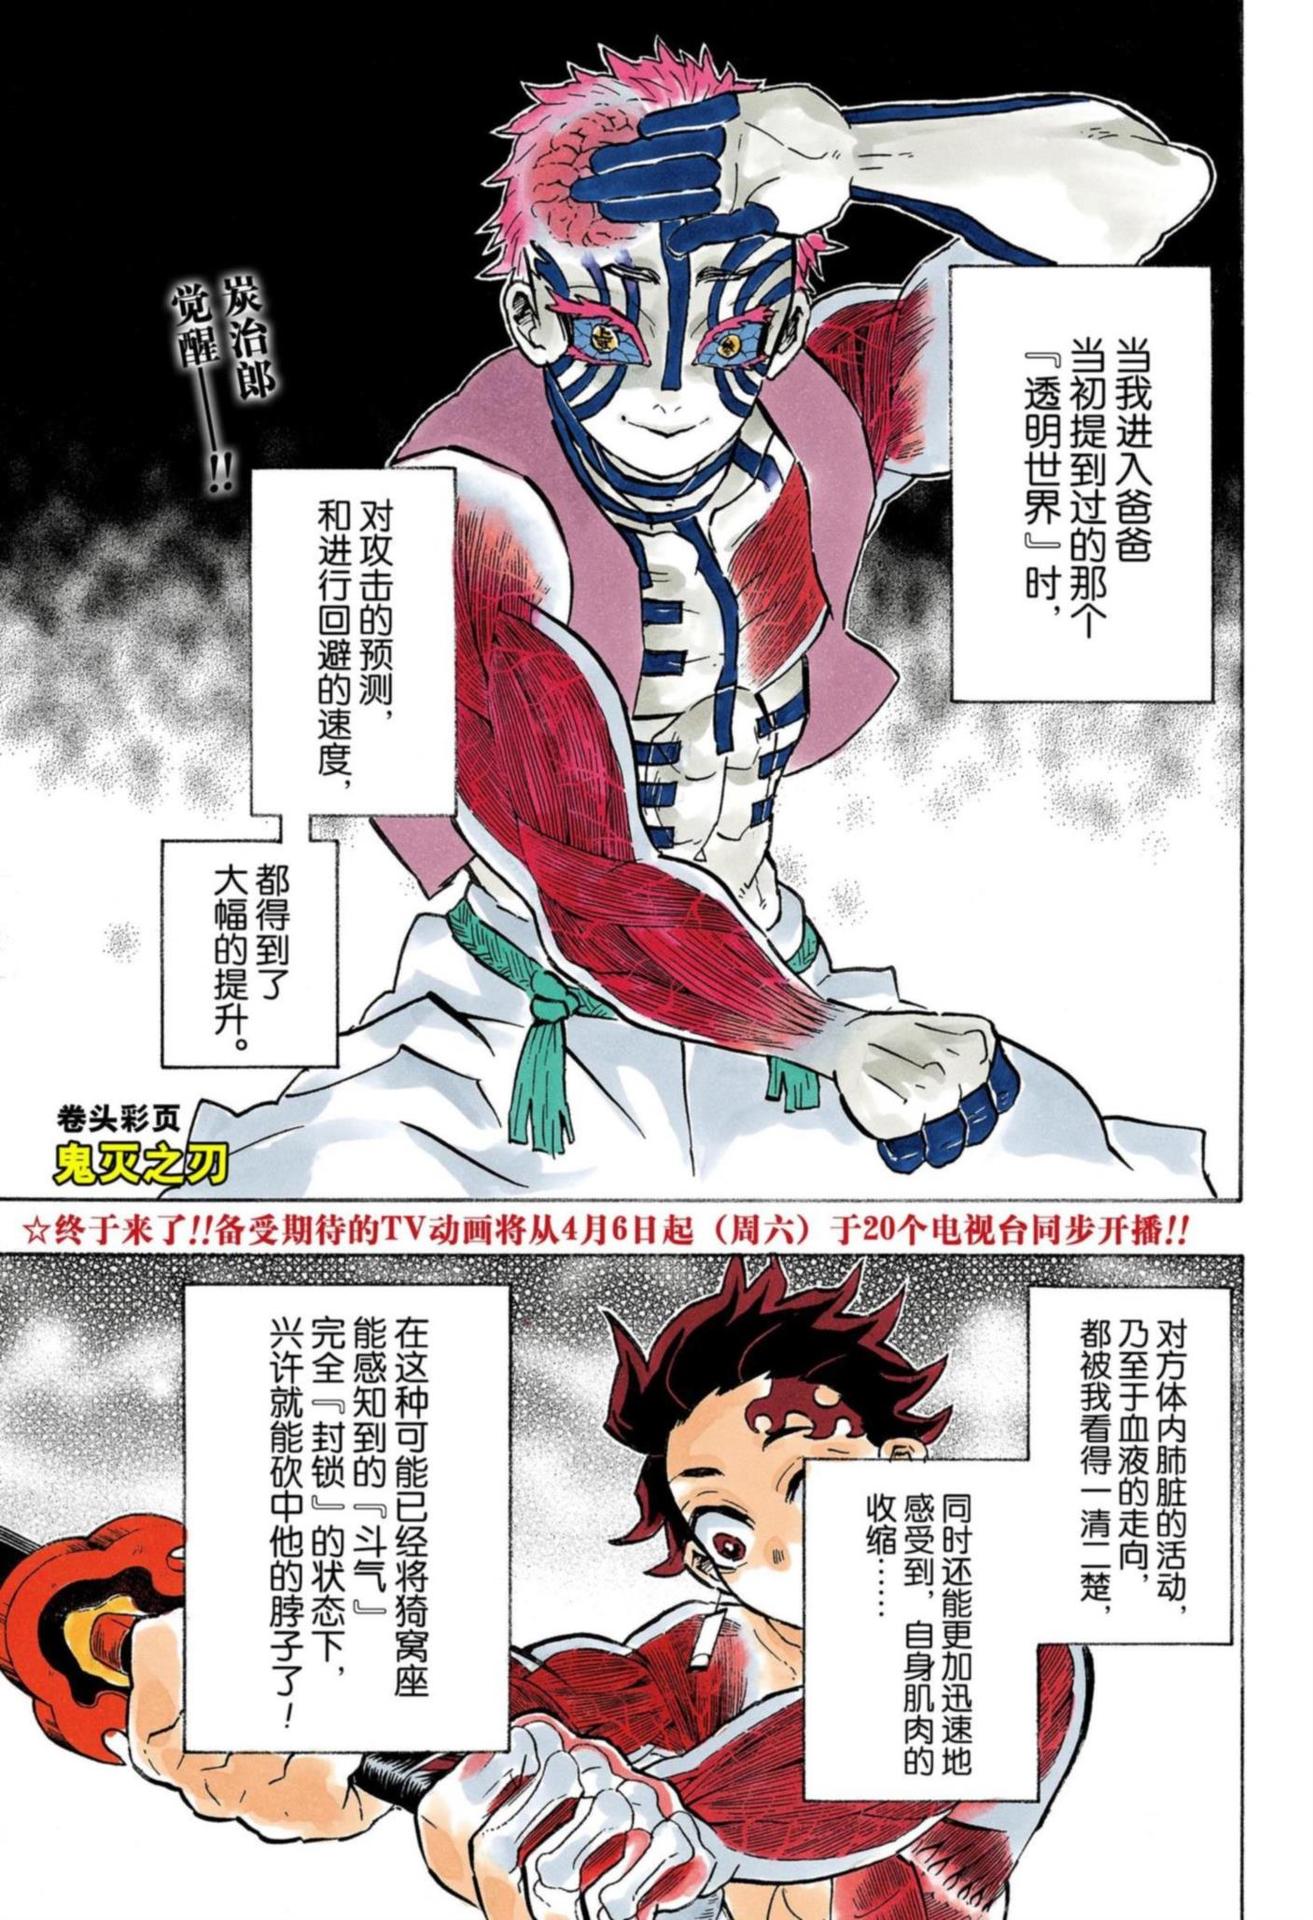 当我进入爸爸
当初提到过的那个
『透明世界』时，
炭治郎
觉醒——!!
对攻击的预测，
和进行回避的速度，
都得到了
大幅的提升。
卷头彩页
鬼灭之刃
☆终于来了!!备受期待的TV动画将从4月6日起（周六）于20个电视台同步开播!!
对方体内肺脏的活动，
乃至于血液的走向，
都被我看得一清二楚，
同时还能更加迅速地
感受到，自身肌肉的
收缩……
在这种可能已经将猗窝座
能感知到的『斗气』
完全『封锁』的状态下，
兴许就能砍中他的脖子了！